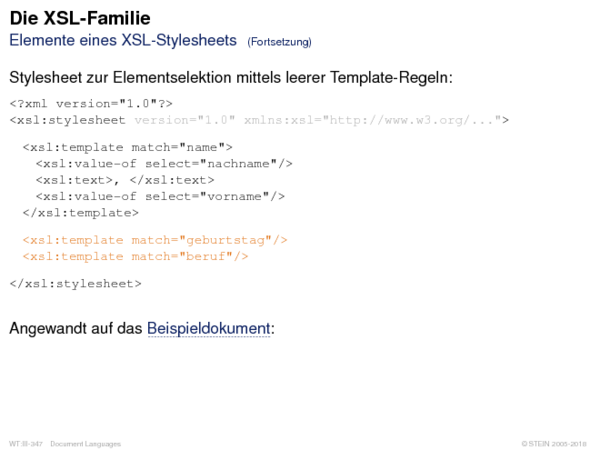 Die XSL-Familie
Elemente eines XSL-Stylesheets (Fortsetzung)
Stylesheet zur Elementselektion mittels leerer Template-Regeln:
<?xml version="1.0"?>
<xsl:stylesheet version="1.0" xmlns:xsl="http://www.w3.org/...">
<xsl:template match="name">
<xsl:value-of select="nachname"/>
<xsl:text>, </xsl:text>
<xsl:value-of select="vorname"/>
</xsl:template>
<xsl:template match="geburtstag"/>
<xsl:template match="beruf"/>
</xsl:stylesheet>
Angewandt auf das Beispieldokument:
WT:III-347 Document Languages © STEIN 2005-2018